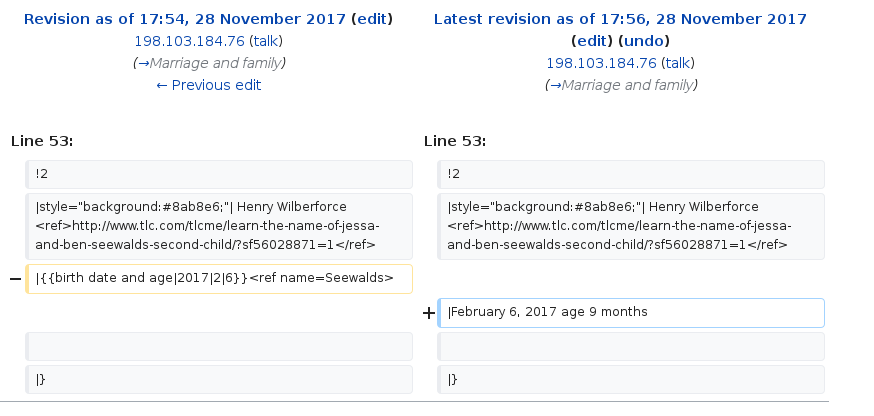 Revision as of 17:54, 28 November 2017 (edit)
198.103.184.76 (talk)
(→Marriage and family)
← Previous edit
Latest revision as of 17:56, 28 November 2017
(edit) (undo)
198.103.184.76 (talk)
(→Marriage and family)
Line 53:
Line 53:
!2
!2
|style="background:#8ab8e6;"| Henry Wilberforce
<ref>http://www.tlc.com/tlcme/learn-the-name-of-jessa-
and-ben-seewalds-second-child/?sf56028871=1</ref>
|style="background:#8ab8e6;"| Henry Wilberforce
<ref>http://www.tlc.com/tlcme/learn-the-name-of-jessa-
and-ben-seewalds-second-child/?sf56028871=1</ref>
− |{{birth date and age|2017|2|6}}<ref name=Seewalds>
+ |February 6, 2017 age 9 months
|}
|}